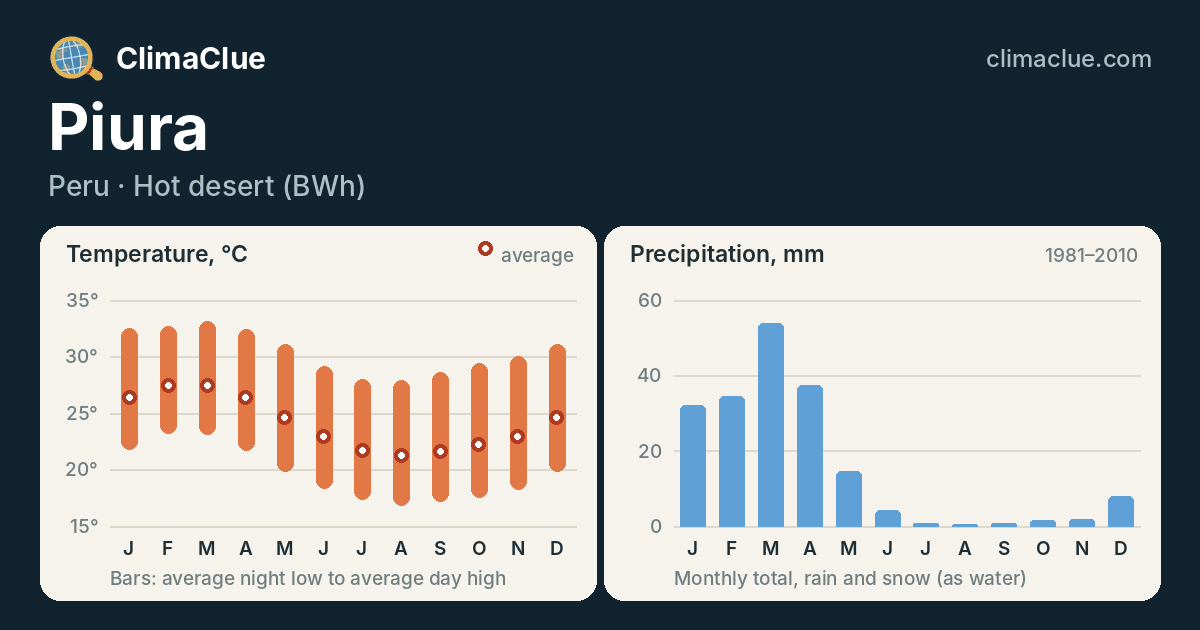 ClimaClue
climaclue.com
Piura
Peru · Hot desert (BWh)
Temperature, °C
average
35°
30°
25°
20°
15°
J F M A M J J A S O N D
Bars: average night low to average day high
Precipitation, mm
1981–2010
60
40
20
0
J F M A M J J A S O N D
Monthly total, rain and snow (as water)